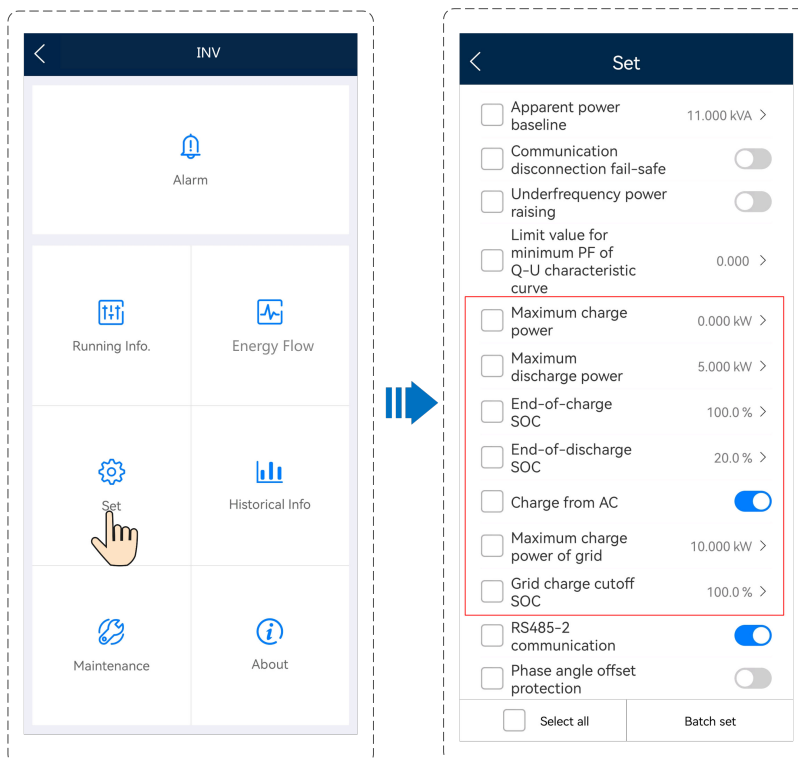 INV
Alarm
Running Info.
Energy Flow
Set
Historical Info
Maintenance
About
Set
Apparent power
baseline
11.000 kVA
Communication
disconnection fail-safe
Underfrequency power
raising
Limit value for
minimum PF of
Q-U characteristic
curve
0.000
Maximum charge
power
0.000 kW
Maximum
discharge power
5.000 kW
End-of-charge
SOC
100.0 %
End-of-discharge
SOC
20.0 %
Charge from AC
Maximum charge
power of grid
10.000 kW
Grid charge cutoff
SOC
100.0 %
RS485-2
communication
Phase angle offset
protection
Select all
Batch set